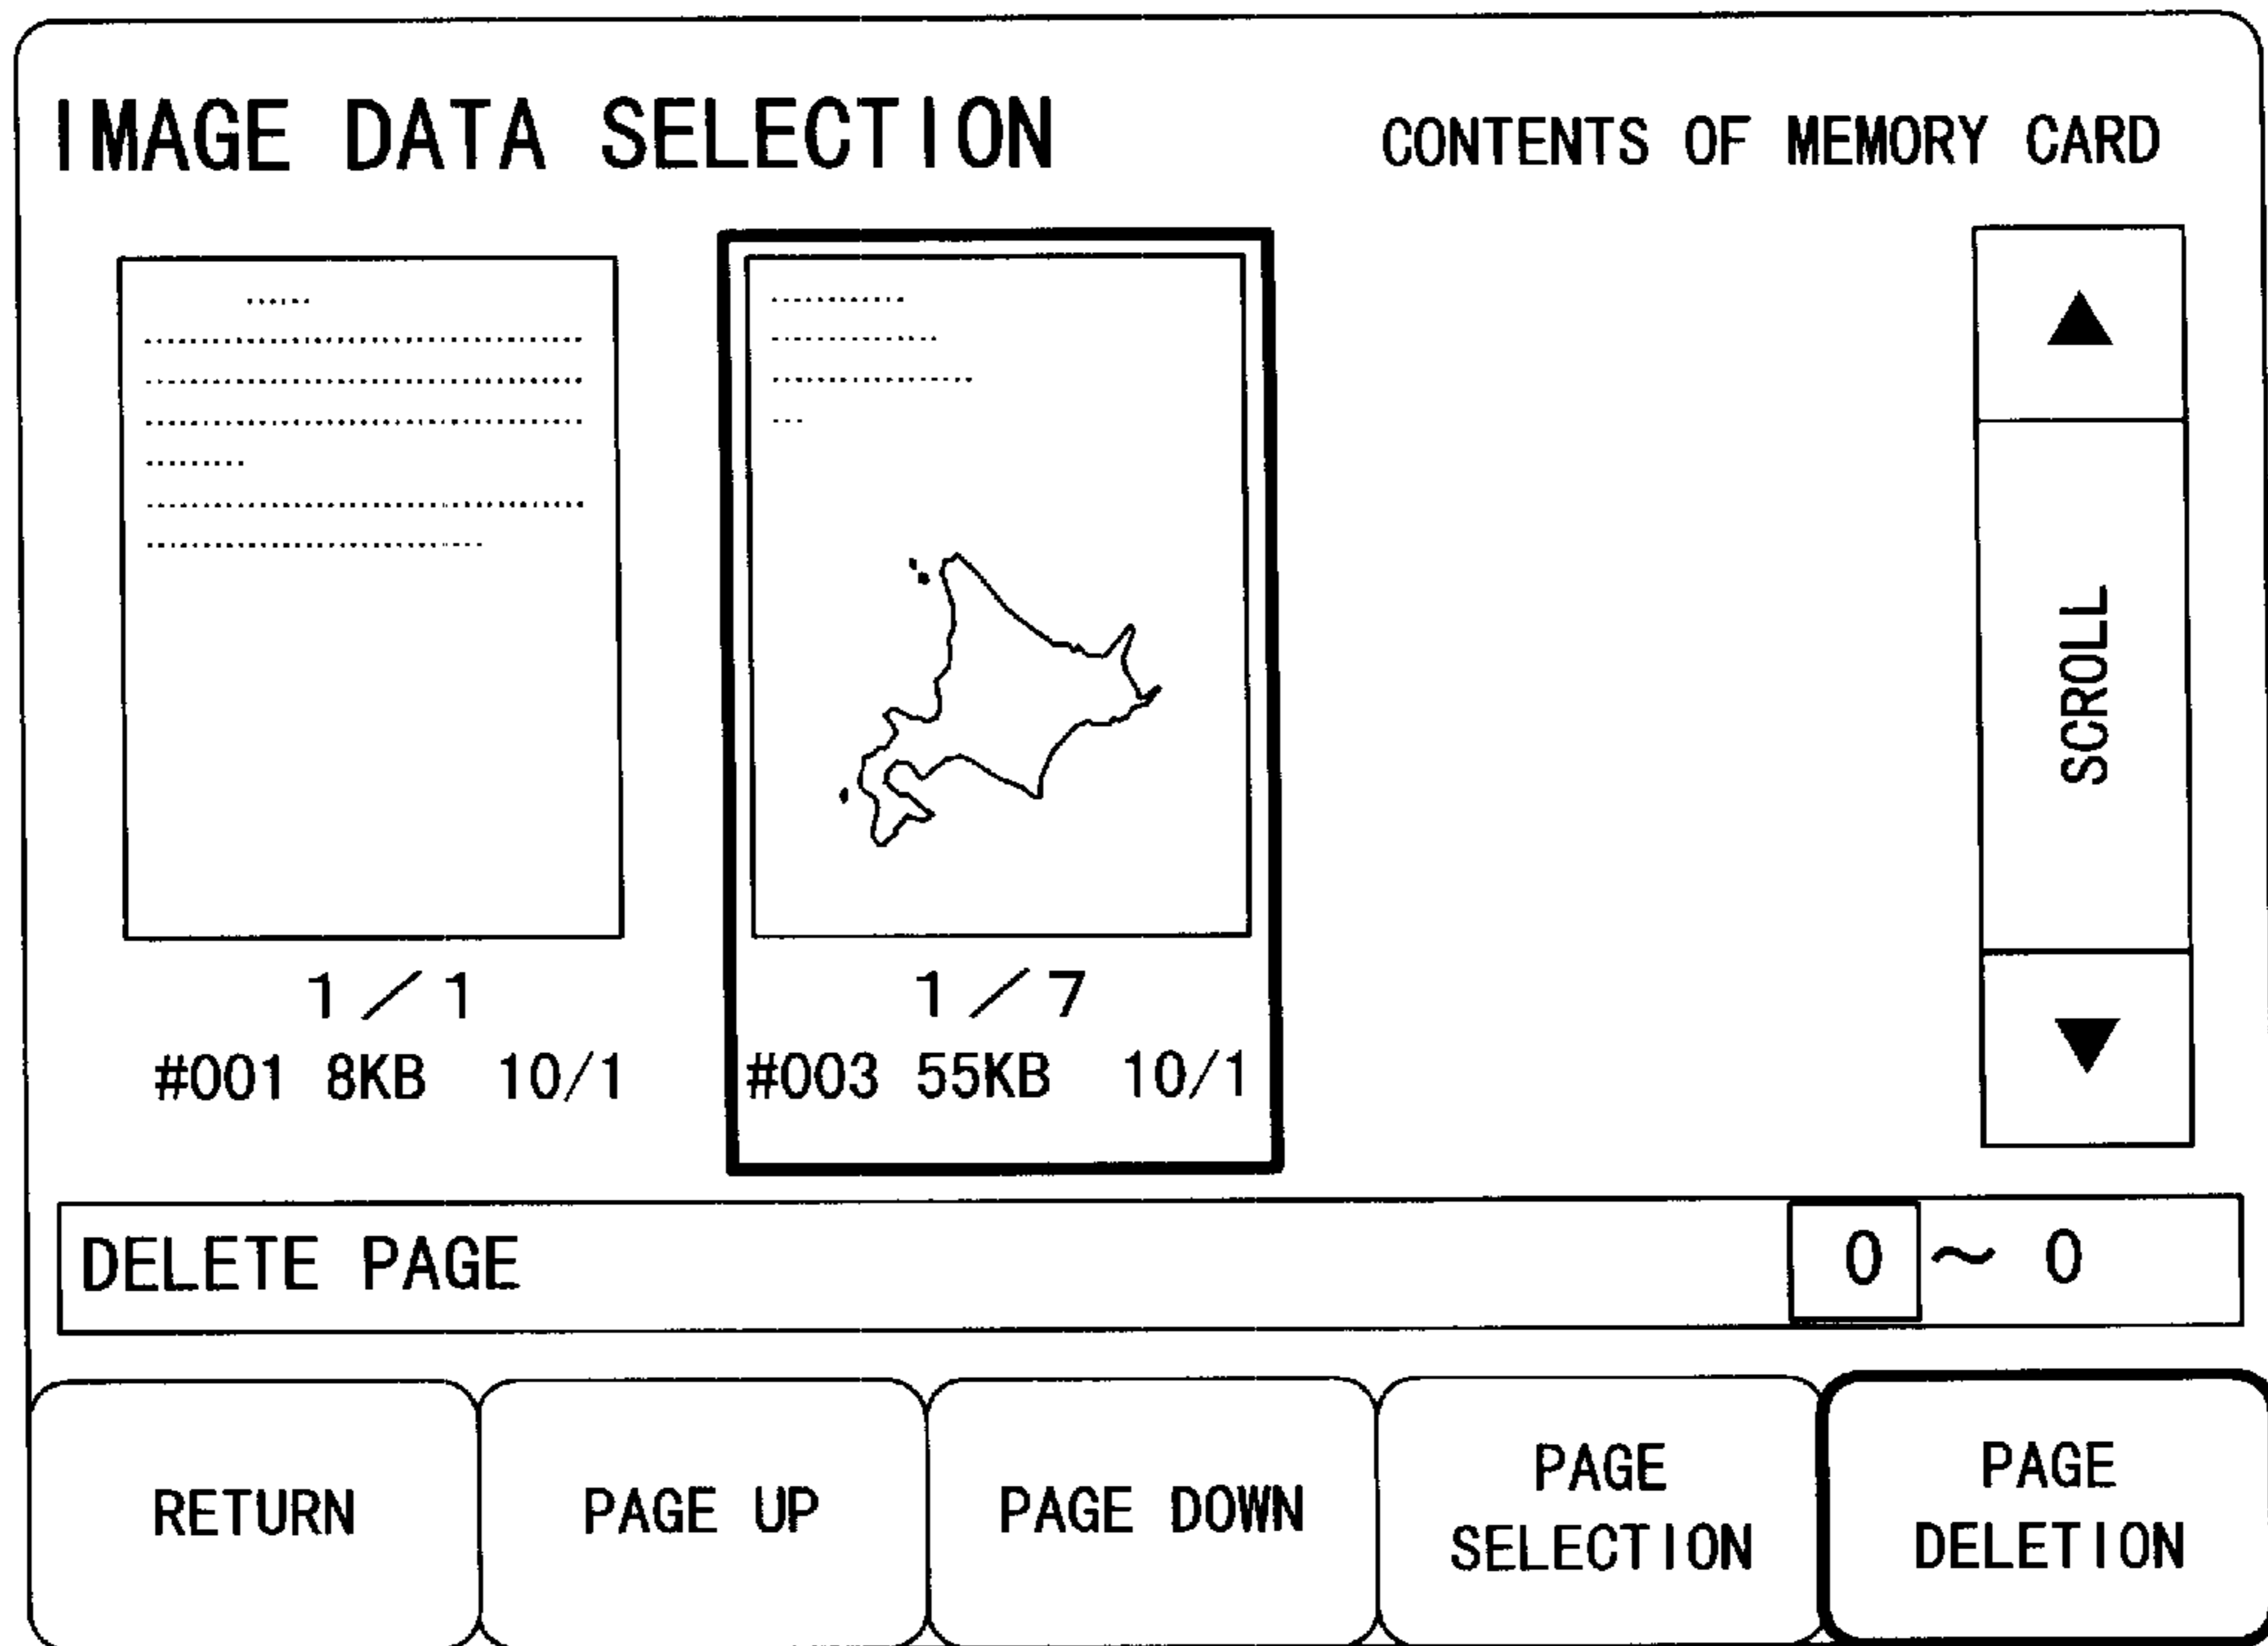 IMAGE DATA SELECTION
CONTENTS OF MEMORY CARD
▲
SCROLL
▼
1/1
#001 8KB 10/1
1/7
#003 55KB 10/1
DELETE PAGE 0 ~ 0
RETURN
PAGE UP
PAGE DOWN
PAGE
SELECTION
PAGE
DELETION